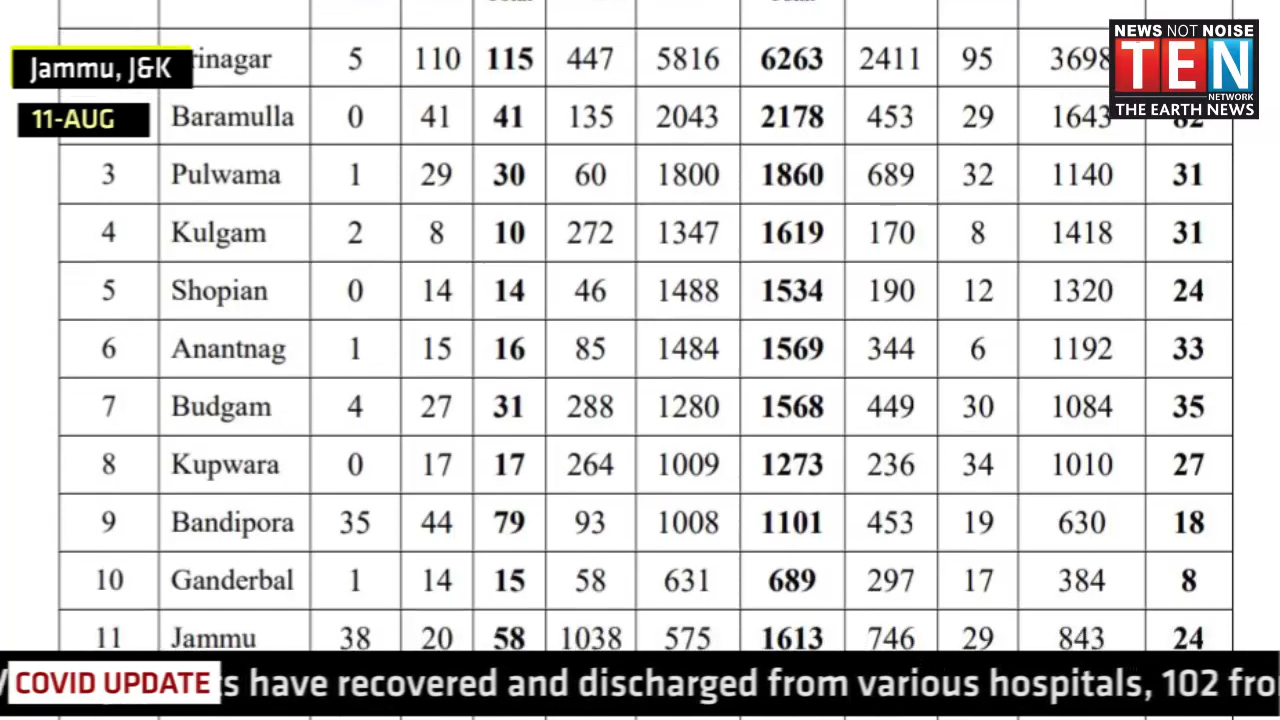 rinagar 5 110 115 447 5816 6263 2411 95 3698
Baramulla 0 41 41 135 2043 2178 453 29 1643 82
3 Pulwama 1 29 30 60 1800 1860 689 32 1140 31
4 Kulgam 2 8 10 272 1347 1619 170 8 1418 31
5 Shopian 0 14 14 46 1488 1534 190 12 1320 24
6 Anantnag 1 15 16 85 1484 1569 344 6 1192 33
7 Budgam 4 27 31 288 1280 1568 449 30 1084 35
8 Kupwara 0 17 17 264 1009 1273 236 34 1010 27
9 Bandipora 35 44 79 93 1008 1101 453 19 630 18
10 Ganderbal 1 14 15 58 631 689 297 17 384 8
11 Jammu 38 20 58 1038 575 1613 746 29 843 24
Jammu, J&K
11-AUG
NEWS NOT NOISE
TEN
NETWORK
THE EARTH NEWS
COVID UPDATE
s have recovered and discharged from various hospitals, 102 fro